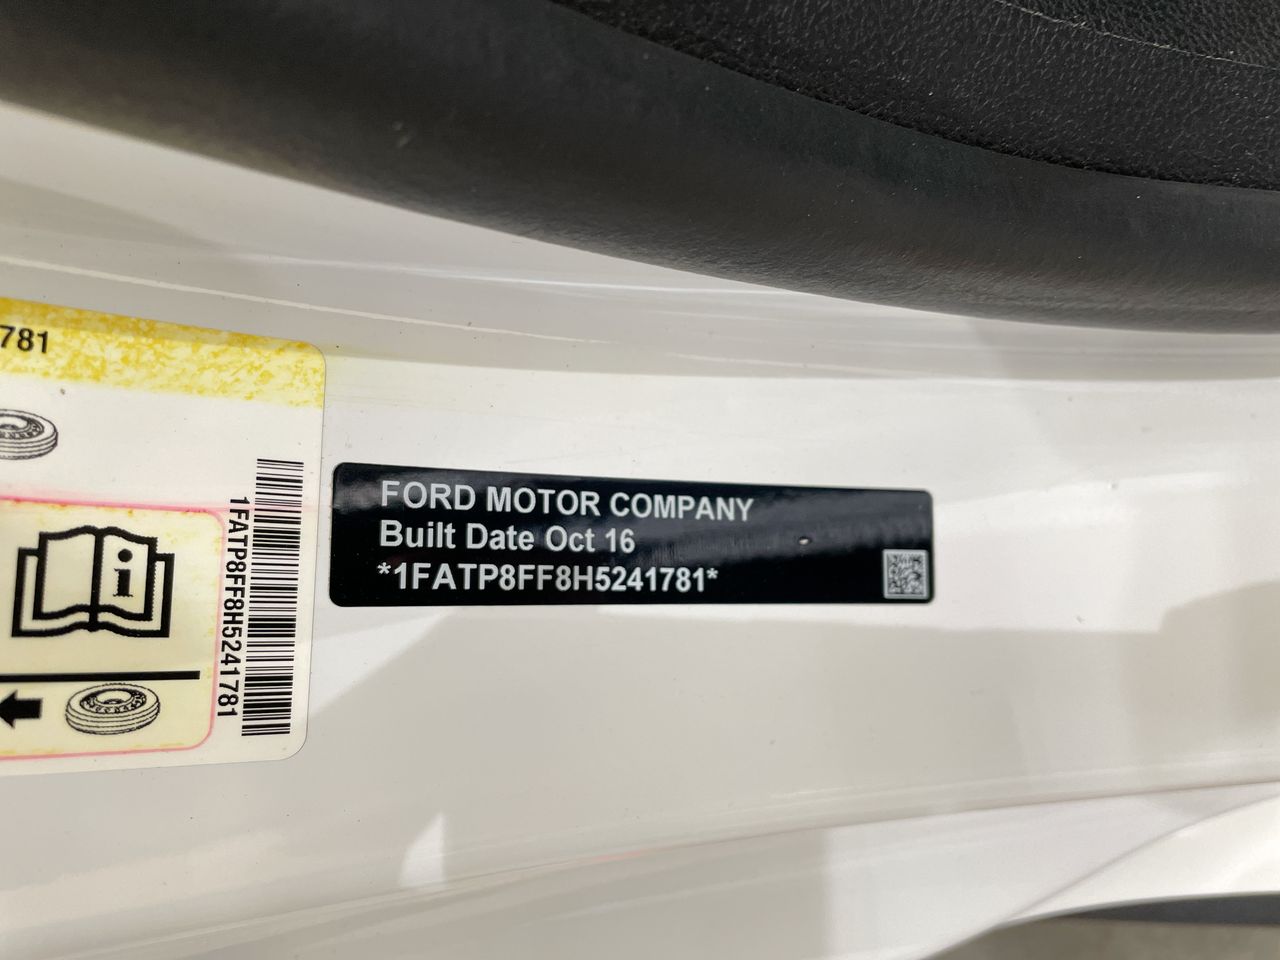 781
1FATP8FF8H5241781
i
FORD MOTOR COMPANY
Built Date Oct 16
*1FATP8FF8H5241781*